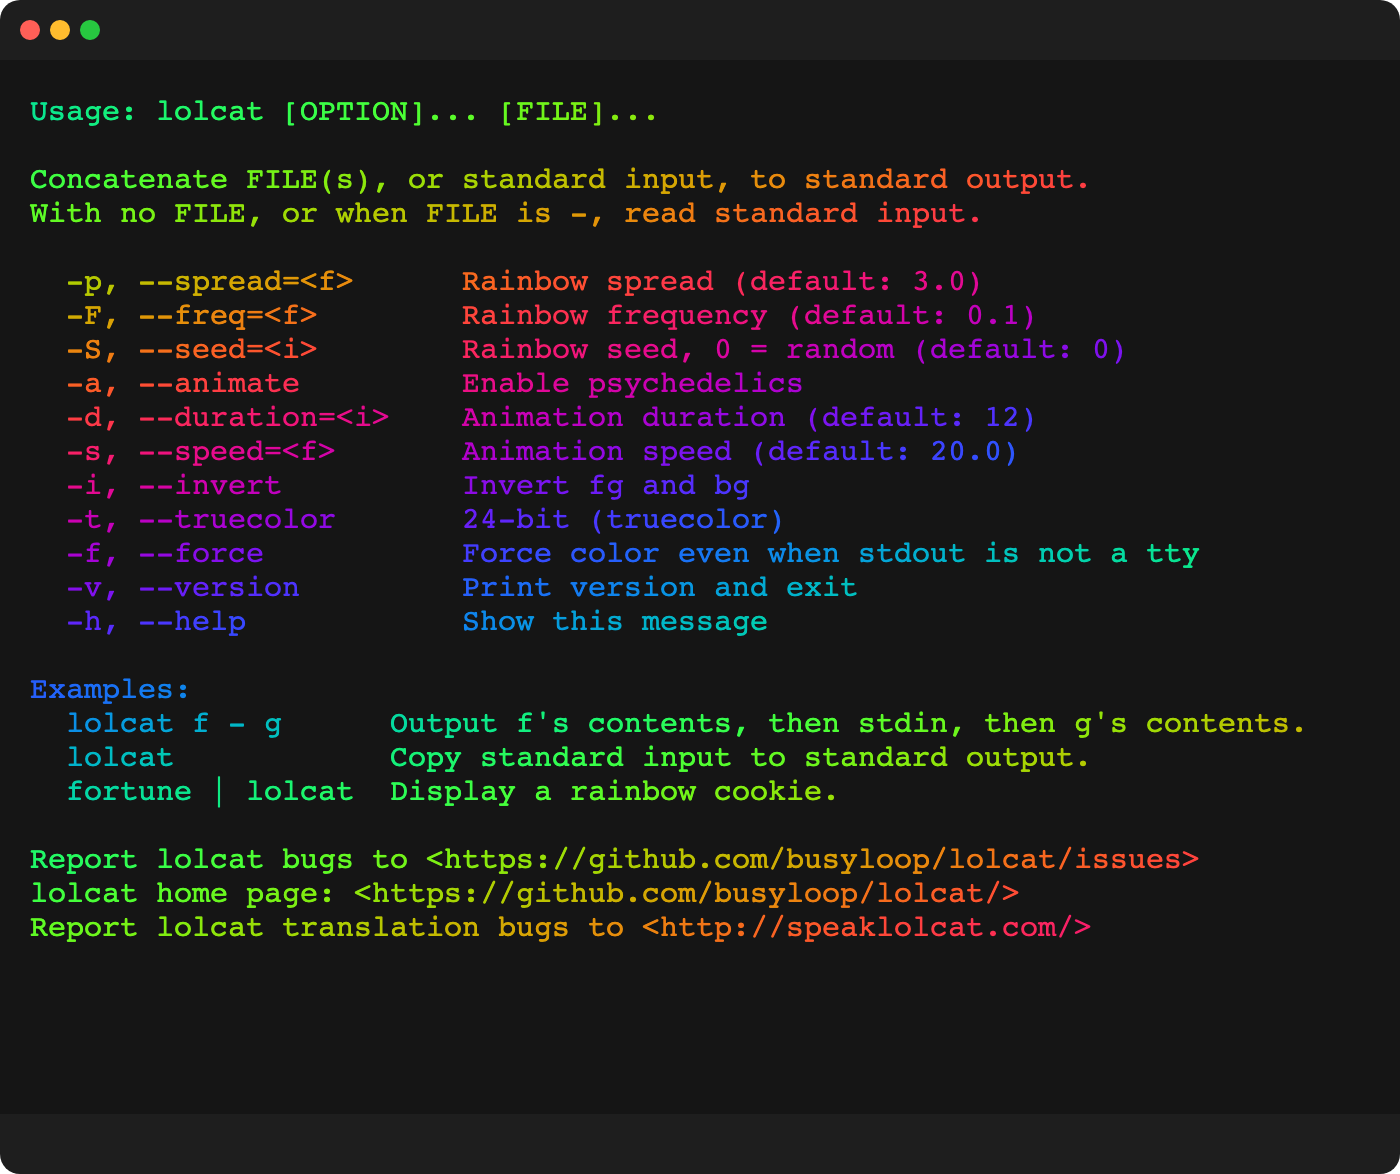 Usage: lolcat [OPTION]... [FILE]...

Concatenate FILE(s), or standard input, to standard output.
With no FILE, or when FILE is -, read standard input.

  -p, --spread=<f>      Rainbow spread (default: 3.0)
  -F, --freq=<f>        Rainbow frequency (default: 0.1)
  -S, --seed=<i>        Rainbow seed, 0 = random (default: 0)
  -a, --animate         Enable psychedelics
  -d, --duration=<i>    Animation duration (default: 12)
  -s, --speed=<f>       Animation speed (default: 20.0)
  -i, --invert          Invert fg and bg
  -t, --truecolor       24-bit (truecolor)
  -f, --force           Force color even when stdout is not a tty
  -v, --version         Print version and exit
  -h, --help            Show this message

Examples:
  lolcat f - g      Output f's contents, then stdin, then g's contents.
  lolcat            Copy standard input to standard output.
  fortune | lolcat  Display a rainbow cookie.

Report lolcat bugs to <https://github.com/busyloop/lolcat/issues>
lolcat home page: <https://github.com/busyloop/lolcat/>
Report lolcat translation bugs to <http://speaklolcat.com/>